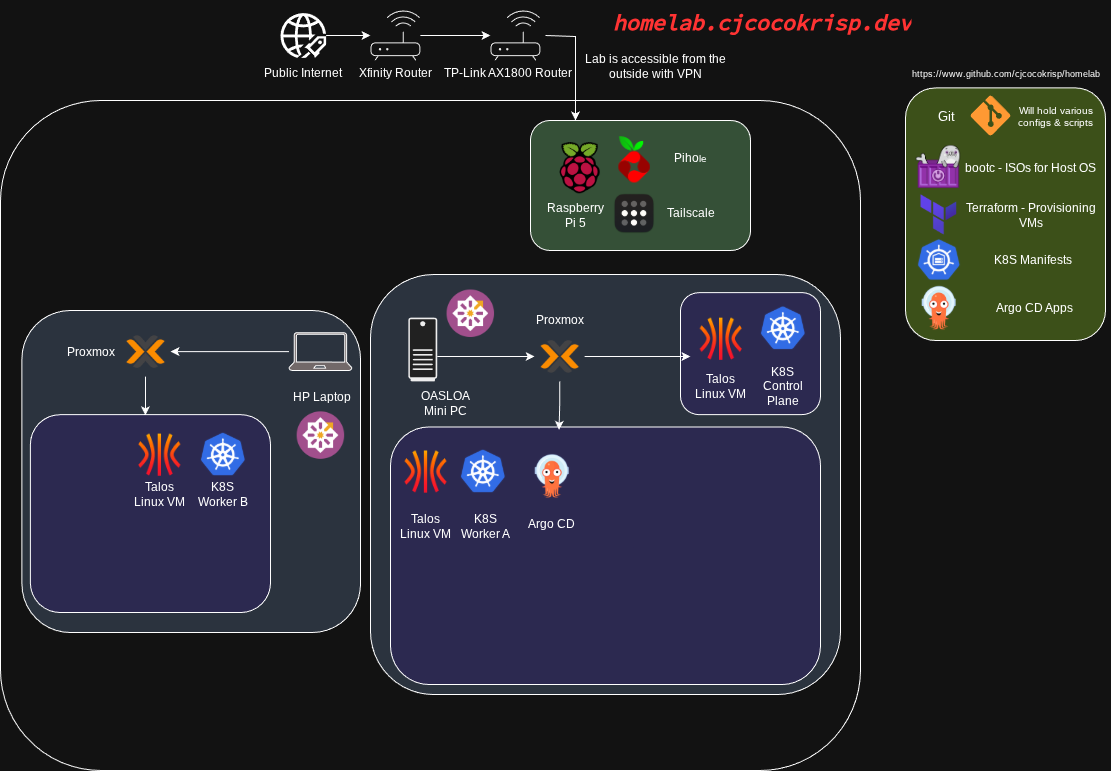 homelab.cjcocokrisp.dev
Public Internet
Xfinity Router
TP-Link AX1800 Router
Lab is accessible from the
outside with VPN
https://www.github.com/cjcocokrisp/homelab
Git
Will hold various
configs & scripts
bootc - ISOs for Host OS
Terraform - Provisioning
VMs
K8S Manifests
Argo CD Apps
Raspberry
Pi 5
Pihole
Tailscale
Proxmox
HP Laptop
Talos
Linux VM
K8S
Worker B
OASLOA
Mini PC
Proxmox
Talos
Linux VM
K8S
Control
Plane
Talos
Linux VM
K8S
Worker A
Argo CD